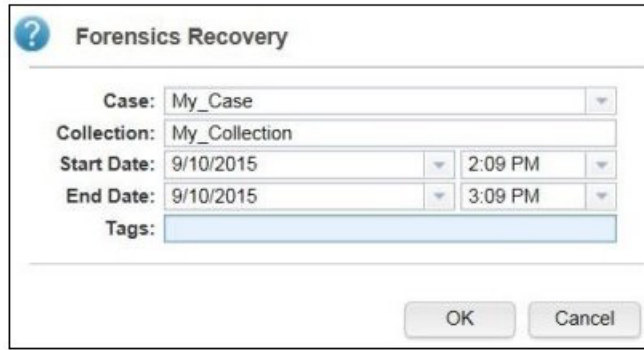 ?
Forensics Recovery
Case: My_Case
Collection: My_Collection
Start Date: 9/10/2015 2:09 PM
End Date: 9/10/2015 3:09 PM
Tags:
OK Cancel